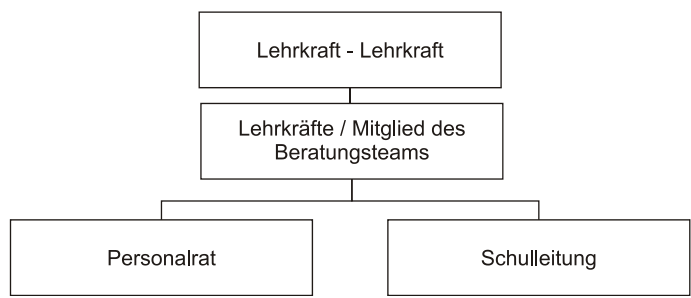 Lehrkraft - Lehrkraft
Lehrkräfte / Mitglied des
Beratungsteams
Personalrat
Schulleitung